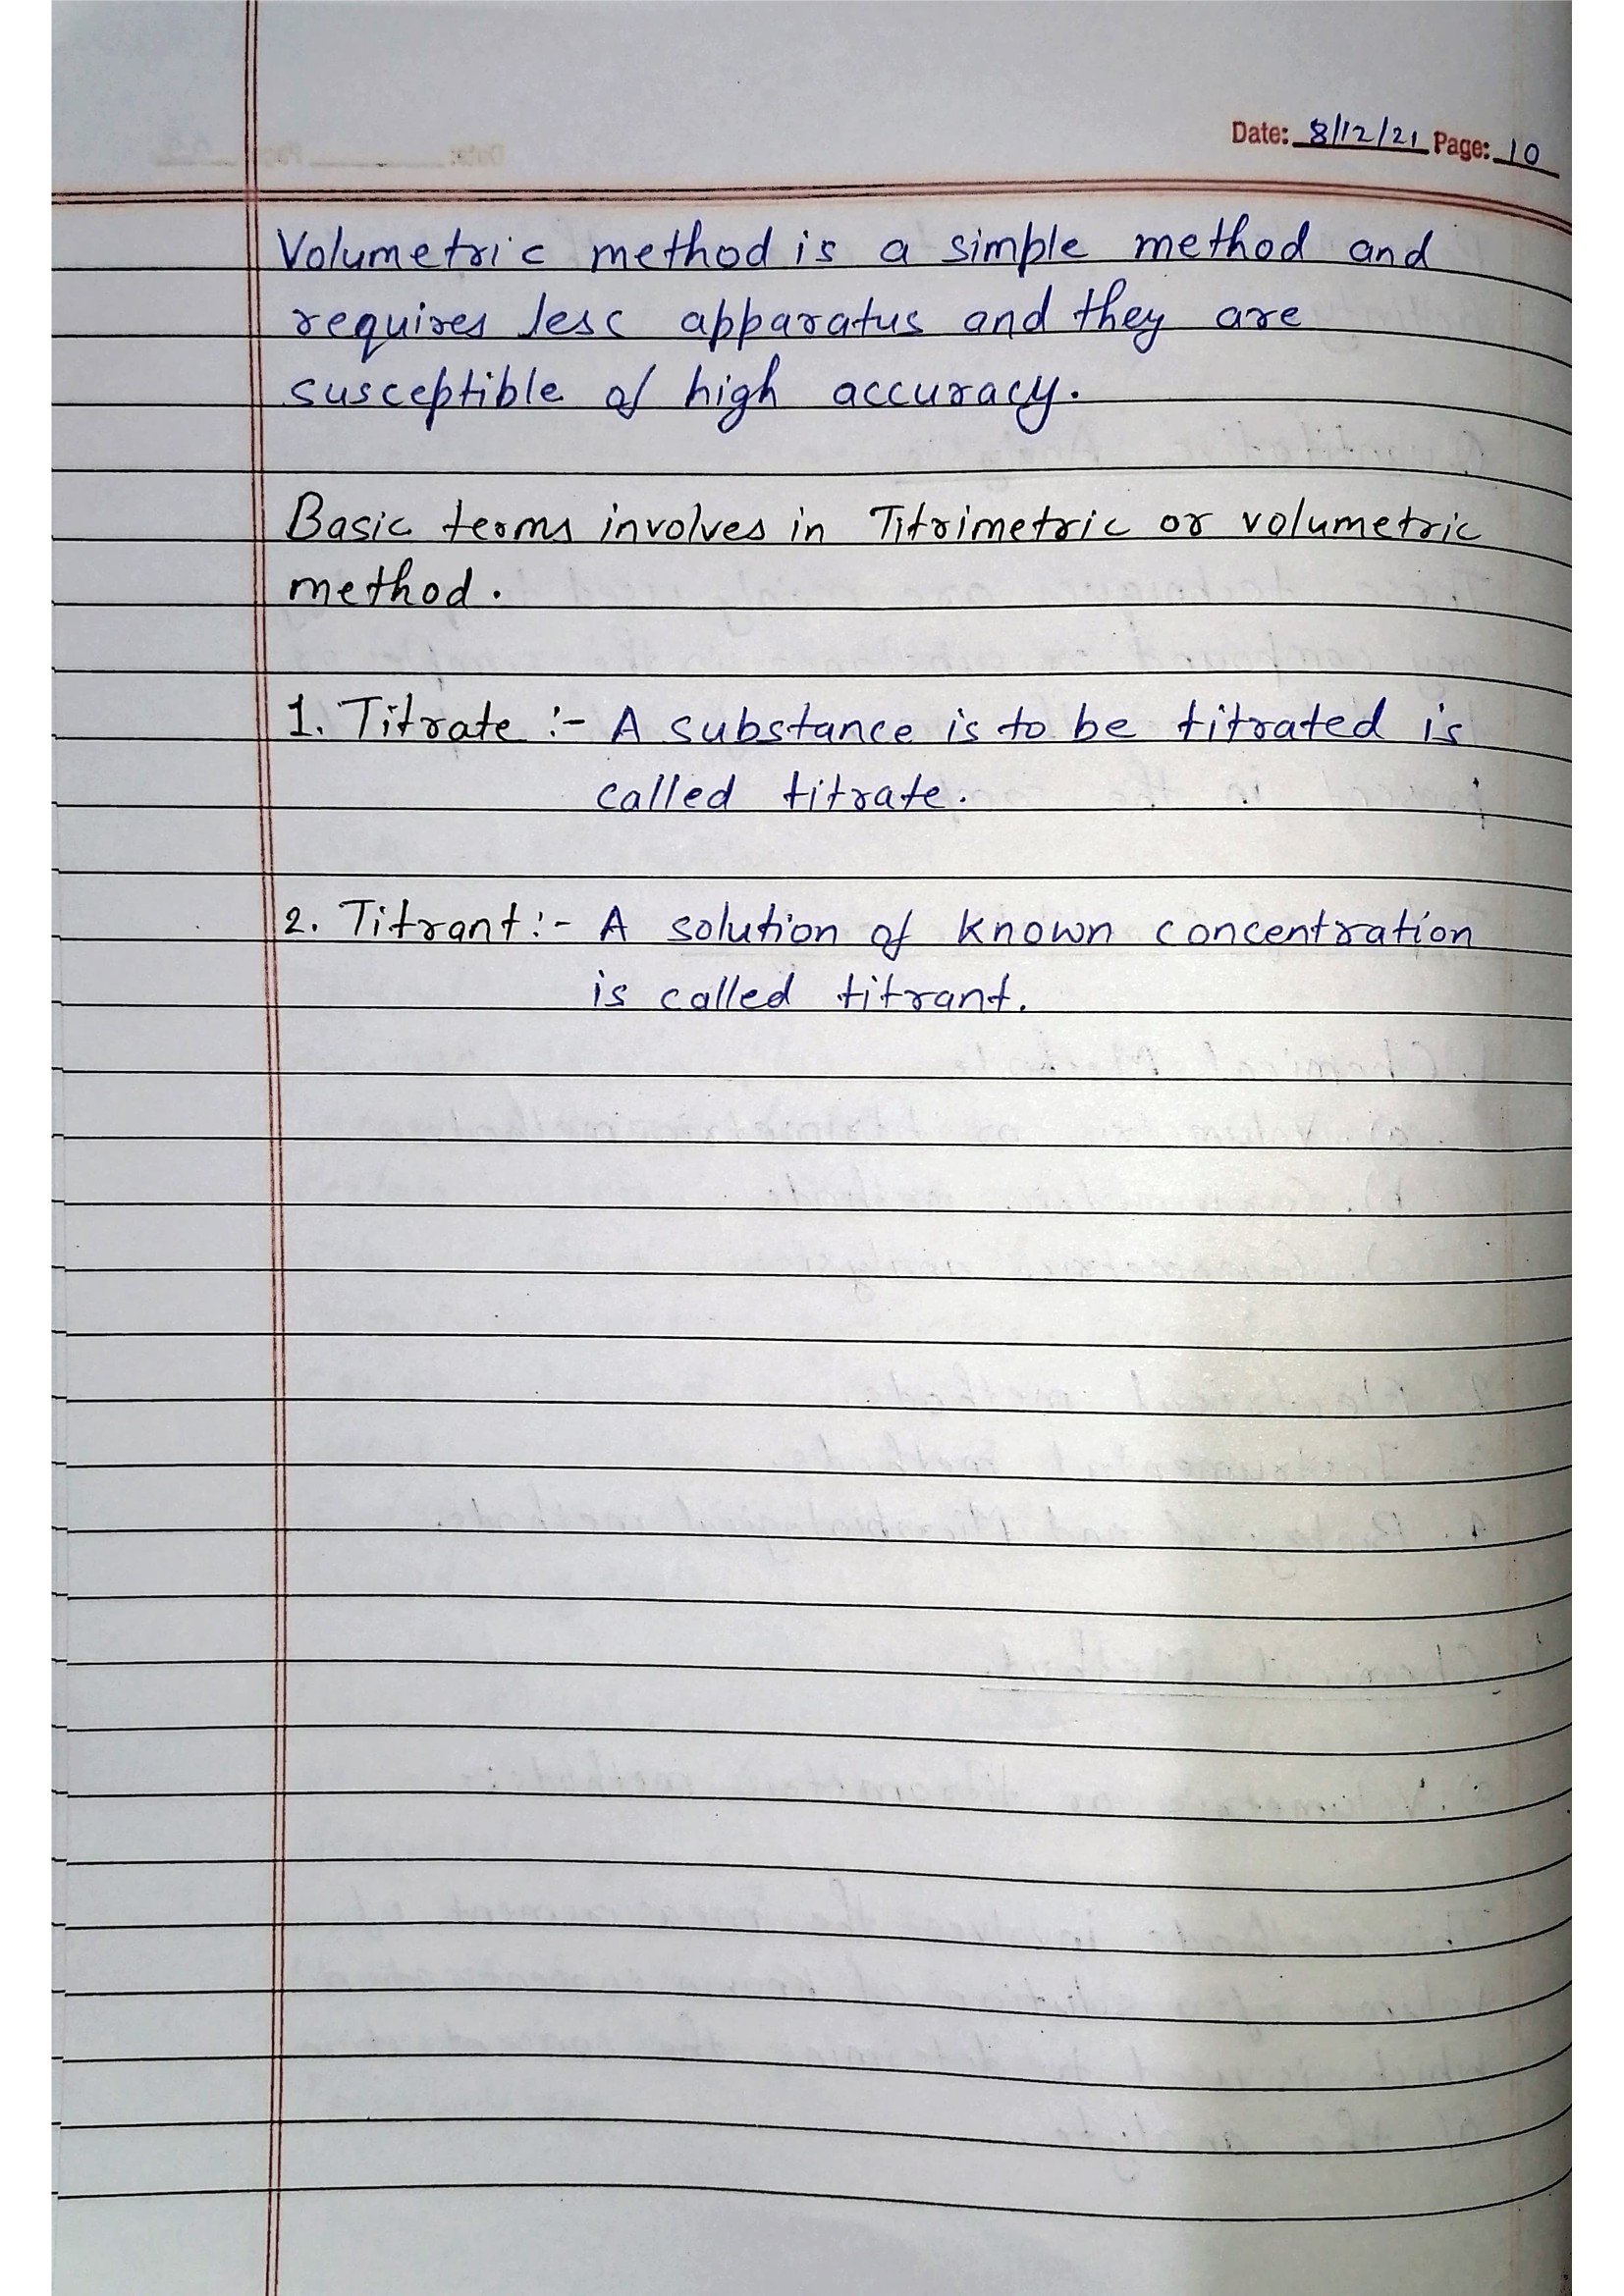 Date: 8/12/21 Page: 10
Volumetric method is a simple method and
requires less apparatus and they are
susceptible of high accuracy.
Basic terms involves in Titrimetric or volumetric
method.
1. Titrate :- A substance is to be titrated is
called titrate.
2. Titrant :- A solution of known concentration
is called titrant.